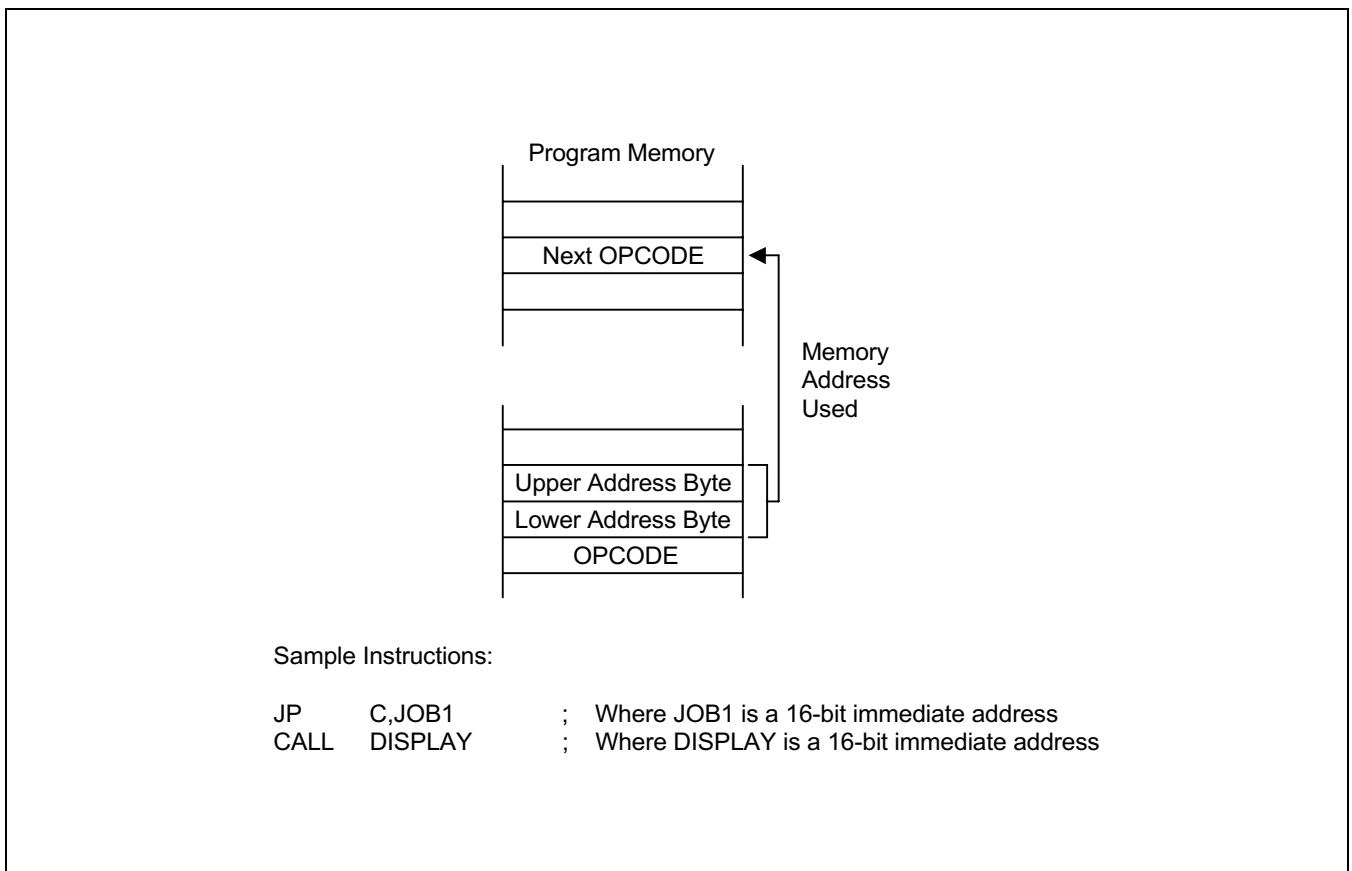 Program Memory
Next OPCODE
Memory
Address
Used
Upper Address Byte
Lower Address Byte
OPCODE
Sample Instructions:
JP C,JOB1 ; Where JOB1 is a 16-bit immediate address
CALL DISPLAY ; Where DISPLAY is a 16-bit immediate address